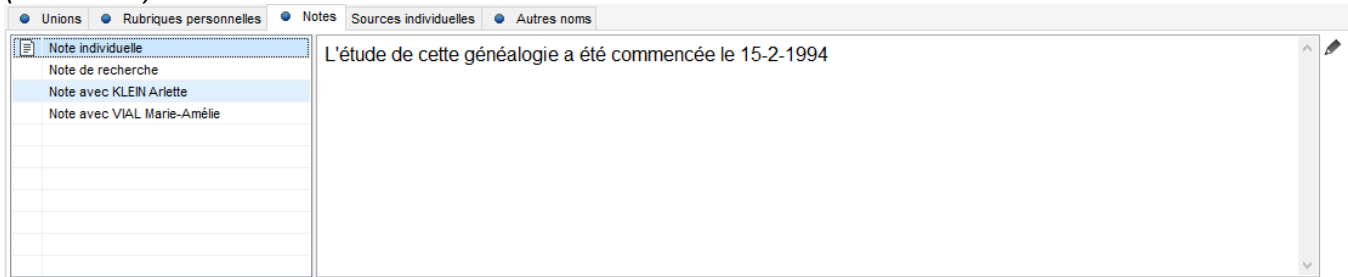 Unions Rubriques personnelles Notes Sources individuelles Autres noms
Note individuelle
Note de recherche
Note avec KLEIN Arlette
Note avec VIAL Marie-Amélie
L'étude de cette généalogie a été commencée le 15-2-1994